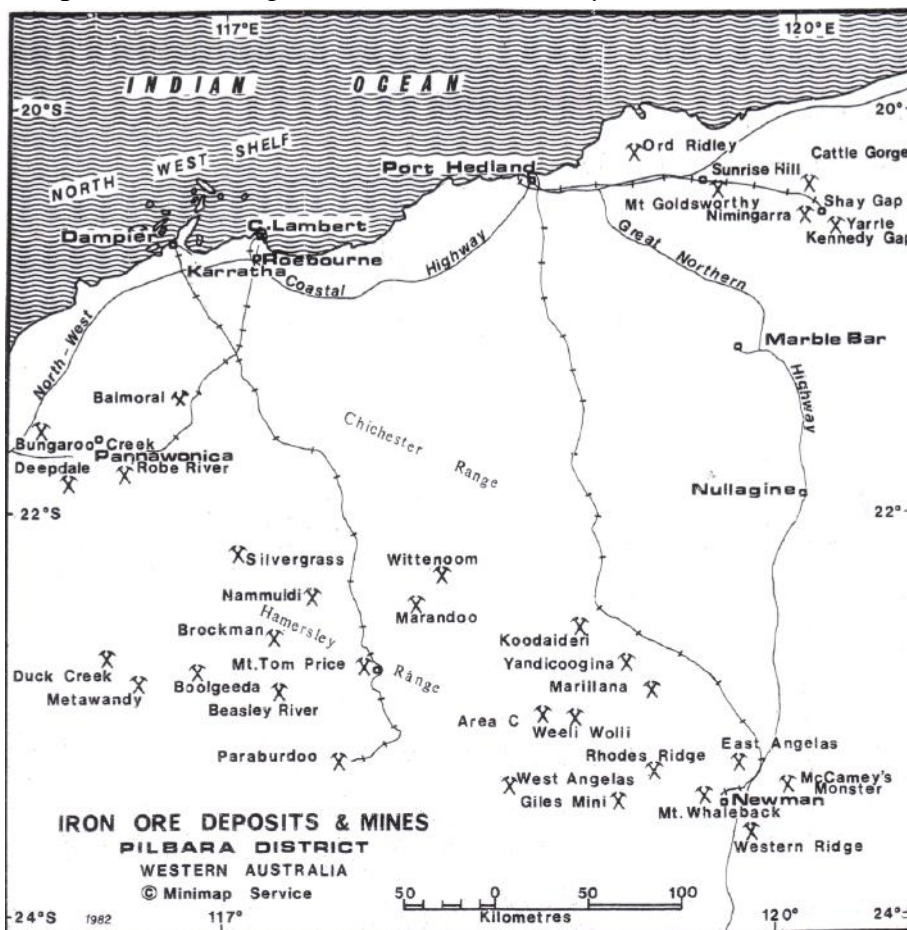 117°E
120°E
INDIAN OCEAN
20°S
20°
NORTH WEST SHELF
Ord Ridley
Cattle Gorge
Port Hedland
Sunrise Hill
Mt Goldsworthy
Shay Gap
Nimingarra
Yarrie
Kennedy Gap
C.Lambert
Dampier
Roebourne
Karratha
Coastal
Highway
Great Northern
North-West
Marble Bar
Highway
Balmoral
Chichester Range
Bungaroo Creek
Pannawonica
Deepdale
Robe River
Nullagine
22°S
22°
Silvergrass
Wittenoom
Nammuldi
Marandoo
Hamersley
Brockman
Koodaideri
Mt.Tom Price
Range
Yandicoogina
Duck Creek
Boolgeeda
Marillana
Metawandy
Beasley River
Area C
Weeli Wolli
East Angelas
Paraburdoo
Rhodes Ridge
West Angelas
McCamey's
Monster
Giles Mini
Newman
Mt. Whaleback
Western Ridge
IRON ORE DEPOSITS & MINES
PILBARA DISTRICT
WESTERN AUSTRALIA
© Minimap Service
50 0 50 100
Kilometres
24°S
1982
117°
120°
24°